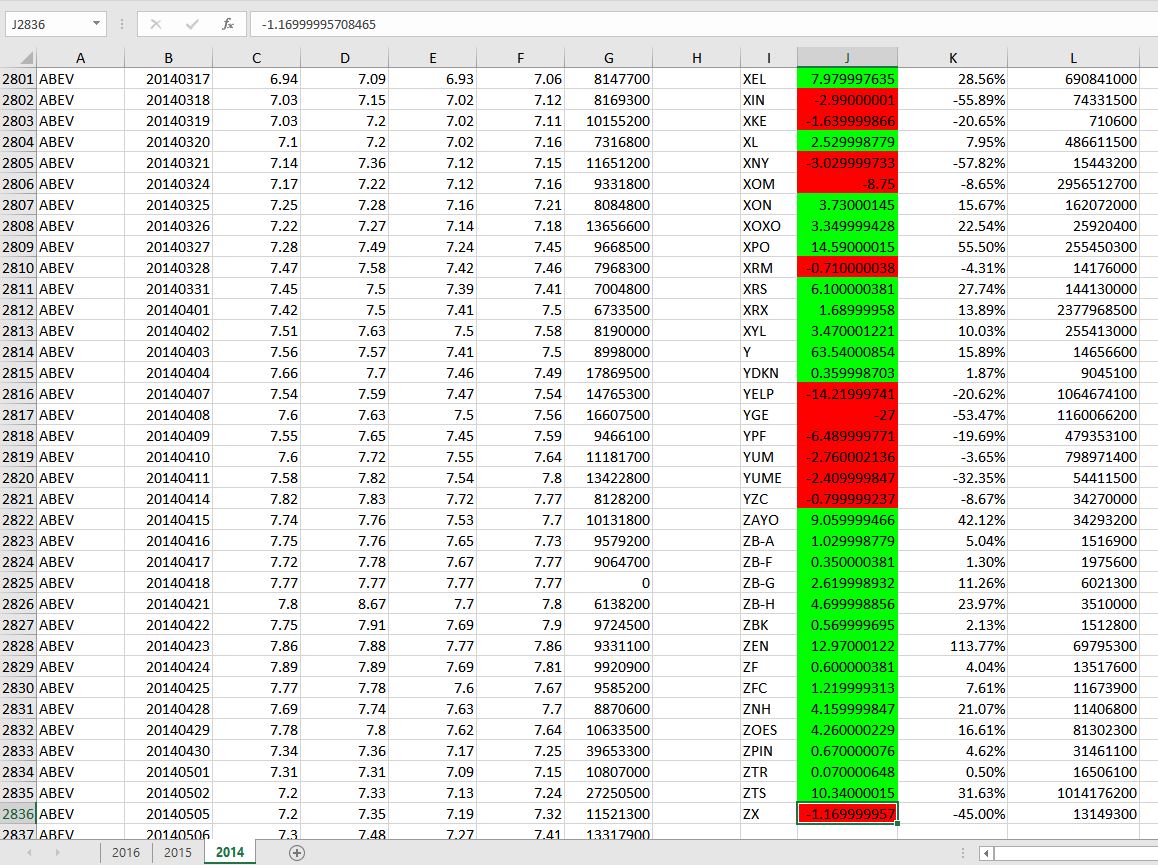 J2836 fx -1.16999995708465
A B C D E F G H I J K L
2801 ABEV 20140317 6.94 7.09 6.93 7.06 8147700 XEL 7.979997635 28.56% 690841000
2802 ABEV 20140318 7.03 7.15 7.02 7.12 8169300 XIN -2.99000001 -55.89% 74331500
2803 ABEV 20140319 7.03 7.2 7.02 7.11 10155200 XKE -1.639999866 -20.65% 710600
2804 ABEV 20140320 7.1 7.2 7.02 7.16 7316800 XL 2.529998779 7.95% 486611500
2805 ABEV 20140321 7.14 7.36 7.12 7.15 11651200 XNY -3.029999733 -57.82% 15443200
2806 ABEV 20140324 7.17 7.22 7.12 7.16 9331800 XOM -8.75 -8.65% 2956512700
2807 ABEV 20140325 7.25 7.28 7.16 7.21 8084800 XON 3.73000145 15.67% 162072000
2808 ABEV 20140326 7.22 7.27 7.14 7.18 13656600 XOXO 3.349999428 22.54% 25920400
2809 ABEV 20140327 7.28 7.49 7.24 7.45 9668500 XPO 14.59000015 55.50% 255450300
2810 ABEV 20140328 7.47 7.58 7.42 7.46 7968300 XRM -0.710000038 -4.31% 14176000
2811 ABEV 20140331 7.45 7.5 7.39 7.41 7004800 XRS 6.100000381 27.74% 144130000
2812 ABEV 20140401 7.42 7.5 7.41 7.5 6733500 XRX 1.68999958 13.89% 2377968500
2813 ABEV 20140402 7.51 7.63 7.5 7.58 8190000 XYL 3.470001221 10.03% 255413000
2814 ABEV 20140403 7.56 7.57 7.41 7.5 8998000 Y 63.54000854 15.89% 14656600
2815 ABEV 20140404 7.66 7.7 7.46 7.49 17869500 YDKN 0.359998703 1.87% 9045100
2816 ABEV 20140407 7.54 7.59 7.47 7.54 14765300 YELP -14.21999741 -20.62% 1064674100
2817 ABEV 20140408 7.6 7.63 7.5 7.56 16607500 YGE -27 -53.47% 1160066200
2818 ABEV 20140409 7.55 7.65 7.45 7.59 9466100 YPF -6.489999771 -19.69% 479353100
2819 ABEV 20140410 7.6 7.72 7.55 7.64 11181700 YUM -2.760002136 -3.65% 798971400
2820 ABEV 20140411 7.58 7.82 7.54 7.8 13422800 YUME -2.409999847 -32.35% 54411500
2821 ABEV 20140414 7.82 7.83 7.72 7.77 8128200 YZC -0.799999237 -8.67% 34270000
2822 ABEV 20140415 7.74 7.76 7.53 7.7 10131800 ZAYO 9.059999466 42.12% 34293200
2823 ABEV 20140416 7.75 7.76 7.65 7.73 9579200 ZB-A 1.029998779 5.04% 1516900
2824 ABEV 20140417 7.72 7.78 7.67 7.77 9064700 ZB-F 0.350000381 1.30% 1975600
2825 ABEV 20140418 7.77 7.77 7.77 7.77 0 ZB-G 2.619998932 11.26% 6021300
2826 ABEV 20140421 7.8 8.67 7.7 7.8 6138200 ZB-H 4.699998856 23.97% 3510000
2827 ABEV 20140422 7.75 7.91 7.69 7.9 9724500 ZBK 0.569999695 2.13% 1512800
2828 ABEV 20140423 7.86 7.88 7.77 7.86 9331100 ZEN 12.97000122 113.77% 69795300
2829 ABEV 20140424 7.89 7.89 7.69 7.81 9920900 ZF 0.600000381 4.04% 13517600
2830 ABEV 20140425 7.77 7.78 7.6 7.67 9585200 ZFC 1.219999313 7.61% 11673900
2831 ABEV 20140428 7.69 7.74 7.63 7.7 8870600 ZNH 4.159999847 21.07% 11406800
2832 ABEV 20140429 7.78 7.8 7.62 7.64 10633500 ZOES 4.260000229 16.61% 81302300
2833 ABEV 20140430 7.34 7.36 7.17 7.25 39653300 ZPIN 0.670000076 4.62% 31461100
2834 ABEV 20140501 7.31 7.31 7.09 7.15 10807000 ZTR 0.070000648 0.50% 16506100
2835 ABEV 20140502 7.2 7.33 7.13 7.24 27250500 ZTS 10.34000015 31.63% 1014176200
2836 ABEV 20140505 7.2 7.35 7.19 7.32 11521300 ZX -1.169999957 -45.00% 13149300
2837 ABEV 20140506 7.3 7.48 7.27 7.41 13317900
2016 2015 2014